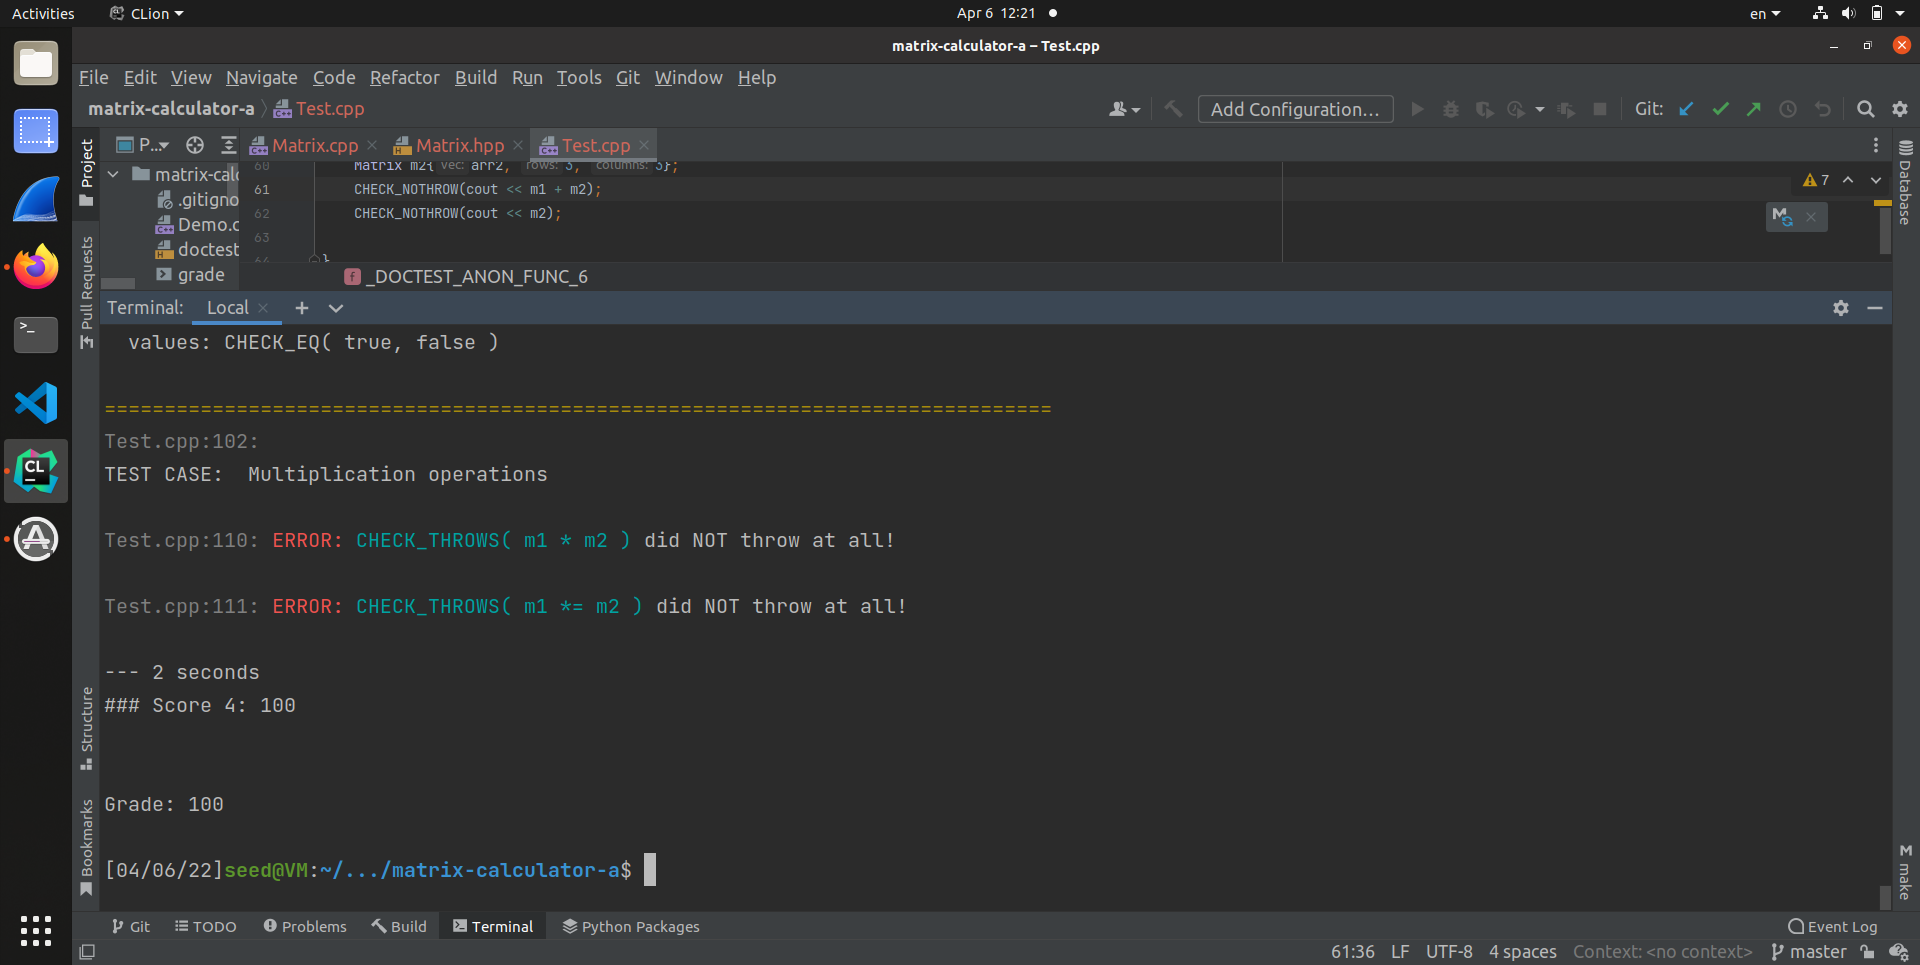 Activities CLion Apr 6 12:21 en
matrix-calculator-a – Test.cpp
File Edit View Navigate Code Refactor Build Run Tools Git Window Help
matrix-calculator-a Test.cpp Add Configuration... Git:
Project P... Matrix.cpp Matrix.hpp Test.cpp Database
matrix-calc
.gitigno
Demo.c
doctest
grade
60 Matrix m2{ vec: arr2, rows: 3, columns: 3};
61 CHECK_NOTHROW(cout << m1 + m2); 7
62 CHECK_NOTHROW(cout << m2);
63
64 }
_DOCTEST_ANON_FUNC_6
Pull Requests
Terminal: Local
values: CHECK_EQ( true, false )
===============================================================================
Test.cpp:102:
TEST CASE:  Multiplication operations
Test.cpp:110: ERROR: CHECK_THROWS( m1 * m2 ) did NOT throw at all!
Test.cpp:111: ERROR: CHECK_THROWS( m1 *= m2 ) did NOT throw at all!
--- 2 seconds
### Score 4: 100
Structure
Grade: 100
Bookmarks
[04/06/22]seed@VM:~/.../matrix-calculator-a$
make
Git TODO Problems Build Terminal Python Packages Event Log
61:36 LF UTF-8 4 spaces Context: <no context> master